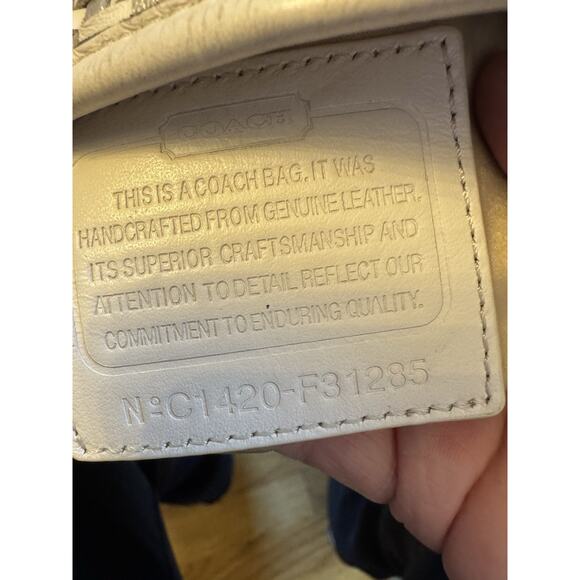 COACH
THIS IS A COACH BAG. IT WAS
HANDCRAFTED FROM GENUINE LEATHER.
ITS SUPERIOR CRAFTSMANSHIP AND
ATTENTION TO DETAIL REFLECT OUR
COMMITMENT TO ENDURING QUALITY.
Nº C1420-F31285